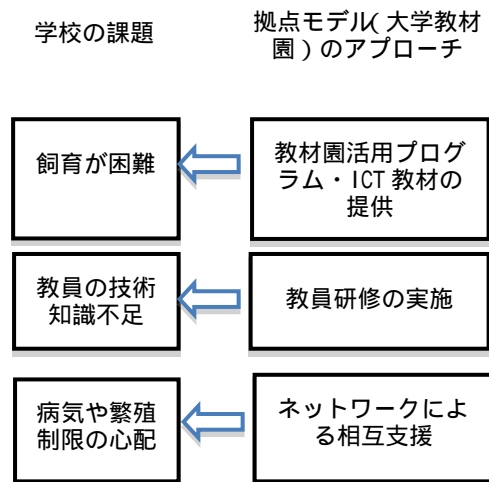 学校の課題
拠点モデル(大学教材
園)のアプローチ
飼育が困難
教材園活用プログ
ラム・ICT 教材の
提供
教員の技術
知識不足
教員研修の実施
病気や繁殖
制限の心配
ネットワークによ
る相互支援